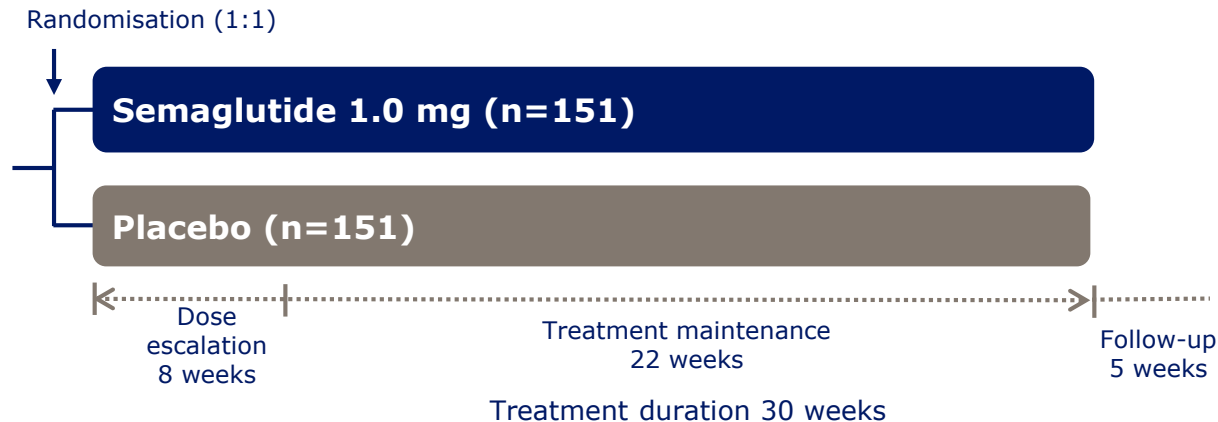 Randomisation (1:1)
Semaglutide 1.0 mg (n=151)
Placebo (n=151)
Dose
escalation
8 weeks
Treatment maintenance
22 weeks
Follow-up
5 weeks
Treatment duration 30 weeks